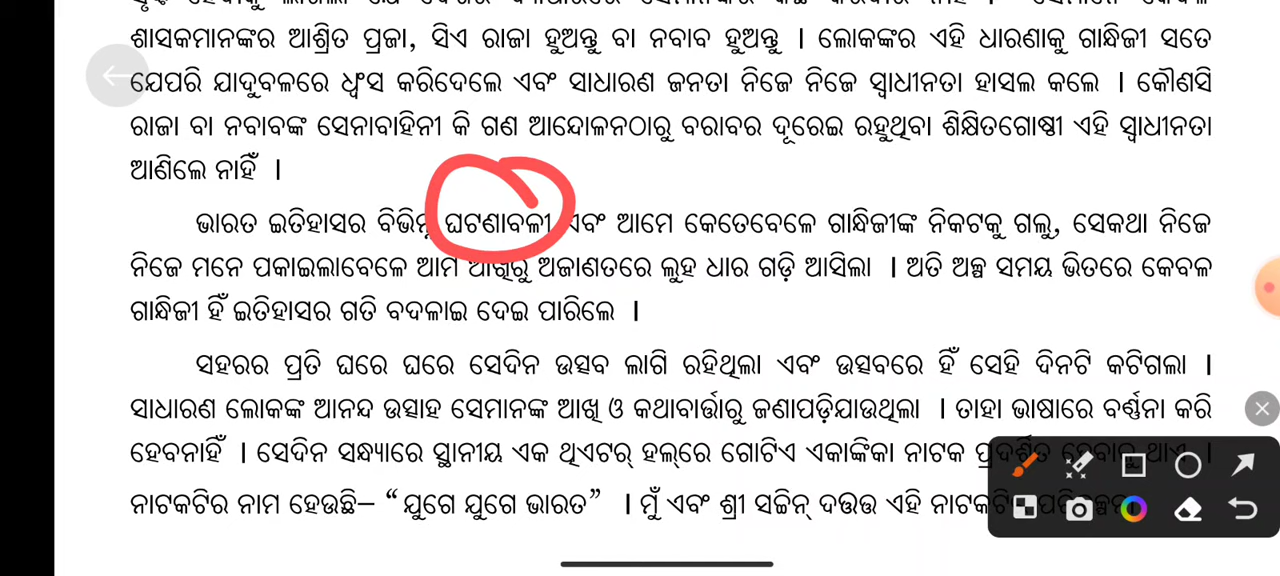 ଶାସକମାନଙ୍କର ଆଶ୍ରିତ ପ୍ରଜା, ସିଏ ରାଜା ହୁଅନ୍ତୁ ବା ନବାବ ହୁଅନ୍ତୁ । ଲୋକଙ୍କର ଏହି ଧାରଣାକୁ ଗାନ୍ଧିଜୀ ସତେ
ଯେପରି ଯାଦୁବଳରେ ଧ୍ୱଂସ କରିଦେଲେ ଏବଂ ସାଧାରଣ ଜନତା ନିଜେ ନିଜେ ସ୍ୱାଧୀନତା ହାସଲ କଲେ । କୌଣସି
ରାଜା ବା ନବାବଙ୍କ ସେନାବାହିନୀ କି ଗଣ ଆନ୍ଦୋଳନଠାରୁ ବରାବର ଦୂରେଇ ରହୁଥିବା ଶିକ୍ଷିତଗୋଷ୍ଠୀ ଏହି ସ୍ୱାଧୀନତା
ଆଣିଲେ ନାହିଁ ।
ଭାରତ ଇତିହାସର ବିଭିନ୍ନ ଘଟଣାବଳୀ ଏବଂ ଆମେ କେତେବେଳେ ଗାନ୍ଧିଜୀଙ୍କ ନିକଟକୁ ଗଲୁ, ସେକଥା ନିଜେ
ନିଜେ ମନେ ପକାଇଲାବେଳେ ଆମ ଆଖିରୁ ଅଜାଣତରେ ଲୁହ ଧାର ଗଡ଼ି ଆସିଲା । ଅତି ଅଳ୍ପ ସମୟ ଭିତରେ କେବଳ
ଗାନ୍ଧିଜୀ ହିଁ ଇତିହାସର ଗତି ବଦଳାଇ ଦେଇ ପାରିଲେ ।
ସହରର ପ୍ରତି ଘରେ ଘରେ ସେଦିନ ଉତ୍ସବ ଲାଗି ରହିଥିଲା ଏବଂ ଉତ୍ସବରେ ହିଁ ସେହି ଦିନଟି କଟିଗଲା ।
ସାଧାରଣ ଲୋକଙ୍କ ଆନନ୍ଦ ଉତ୍ସାହ ସେମାନଙ୍କ ଆଖି ଓ କଥାବାର୍ତ୍ତାରୁ ଜଣାପଡ଼ିଯାଉଥିଲା । ତାହା ଭାଷାରେ ବର୍ଣ୍ଣନା କରି
ହେବନାହିଁ । ସେଦିନ ସନ୍ଧ୍ୟାରେ ସ୍ଥାନୀୟ ଏକ ଥିଏଟର୍ ହଲ୍‌ରେ ଗୋଟିଏ ଏକାଙ୍କିକା ନାଟକ ପ୍ରଦର୍ଶିତ ହେବାକୁ ଥାଏ ।
ନାଟକଟିର ନାମ ହେଉଛି– “ଯୁଗେ ଯୁଗେ ଭାରତ” । ମୁଁ ଏବଂ ଶ୍ରୀ ସଚ୍ଚିନ୍ ଦତ୍ତ ଏହି